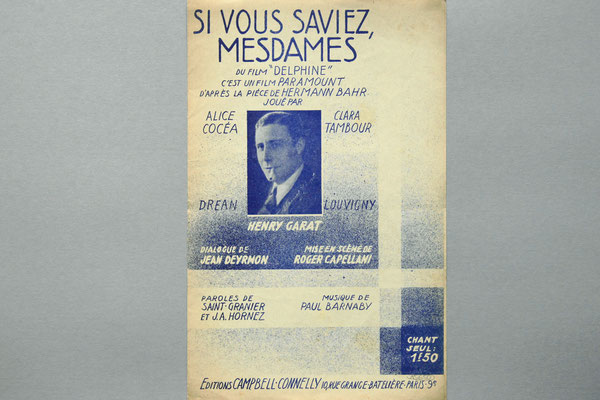 SI VOUS SAVIEZ,
MESDAMES
DU FILM "DELPHINE"
C'EST UN FILM PARAMOUNT
D'APRÈS LA PIÈCE DE HERMANN BAHR
JOUÉ PAR
ALICE
COCÉA
CLARA
TAMBOUR
DREAN
LOUVIGNY
HENRY GARAT
DIALOGUE DE
JEAN DEYRMON
MISE EN SCÈNE DE
ROGER CAPELLANI
PAROLES DE
SAINT-GRANIER
ET J.A. HORNEZ
MUSIQUE DE
PAUL BARNABY
CHANT
SEUL:
1f50
EDITIONS CAMPBELL-CONNELLY 10, RUE GRANGE-BATELIÈRE-PARIS-9e